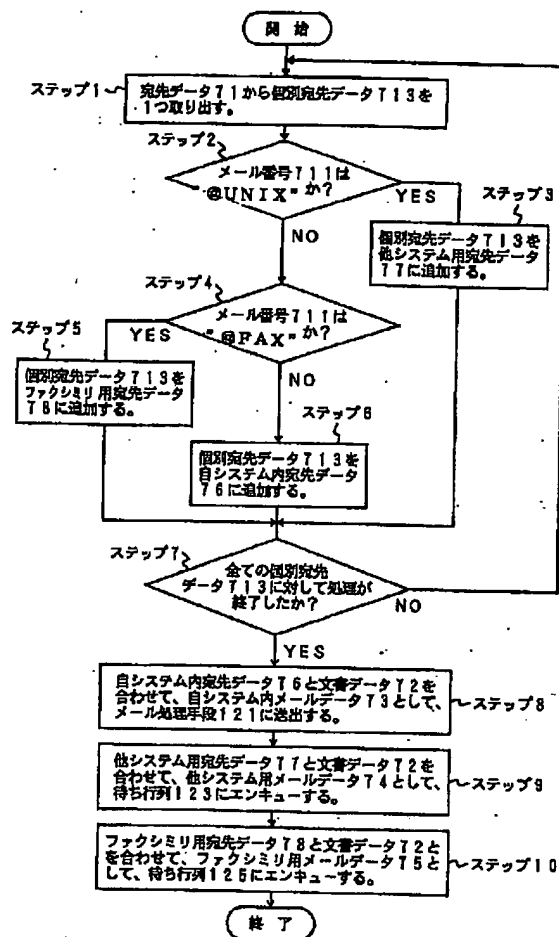 開始
ステップ1
宛先データ71から個別宛先データ713を
1つ取り出す。
ステップ2
メール番号711は
"@UNIX"か?
YES
NO
ステップ3
個別宛先データ713を
他システム用宛先データ
77に追加する。
ステップ4
メール番号711は
"@FAX"か?
YES
NO
ステップ5
個別宛先データ713を
ファクシミリ用宛先データ
78に追加する。
ステップ6
個別宛先データ713を
自システム内宛先データ
76に追加する。
ステップ7
全ての個別宛先
データ713に対して処理が
終了したか?
NO
YES
自システム内宛先データ76と文書データ72を
合わせて、自システム内メールデータ73として、
メール処理手段121に送出する。
ステップ8
他システム用宛先データ77と文書データ72を
合わせて、他システム用メールデータ74として、
待ち行列123にエンキューする。
ステップ9
ファクシミリ用宛先データ78と文書データ72と
を合わせて、ファクシミリ用メールデータ75と
して、待ち行列125にエンキューする。
ステップ10
終了